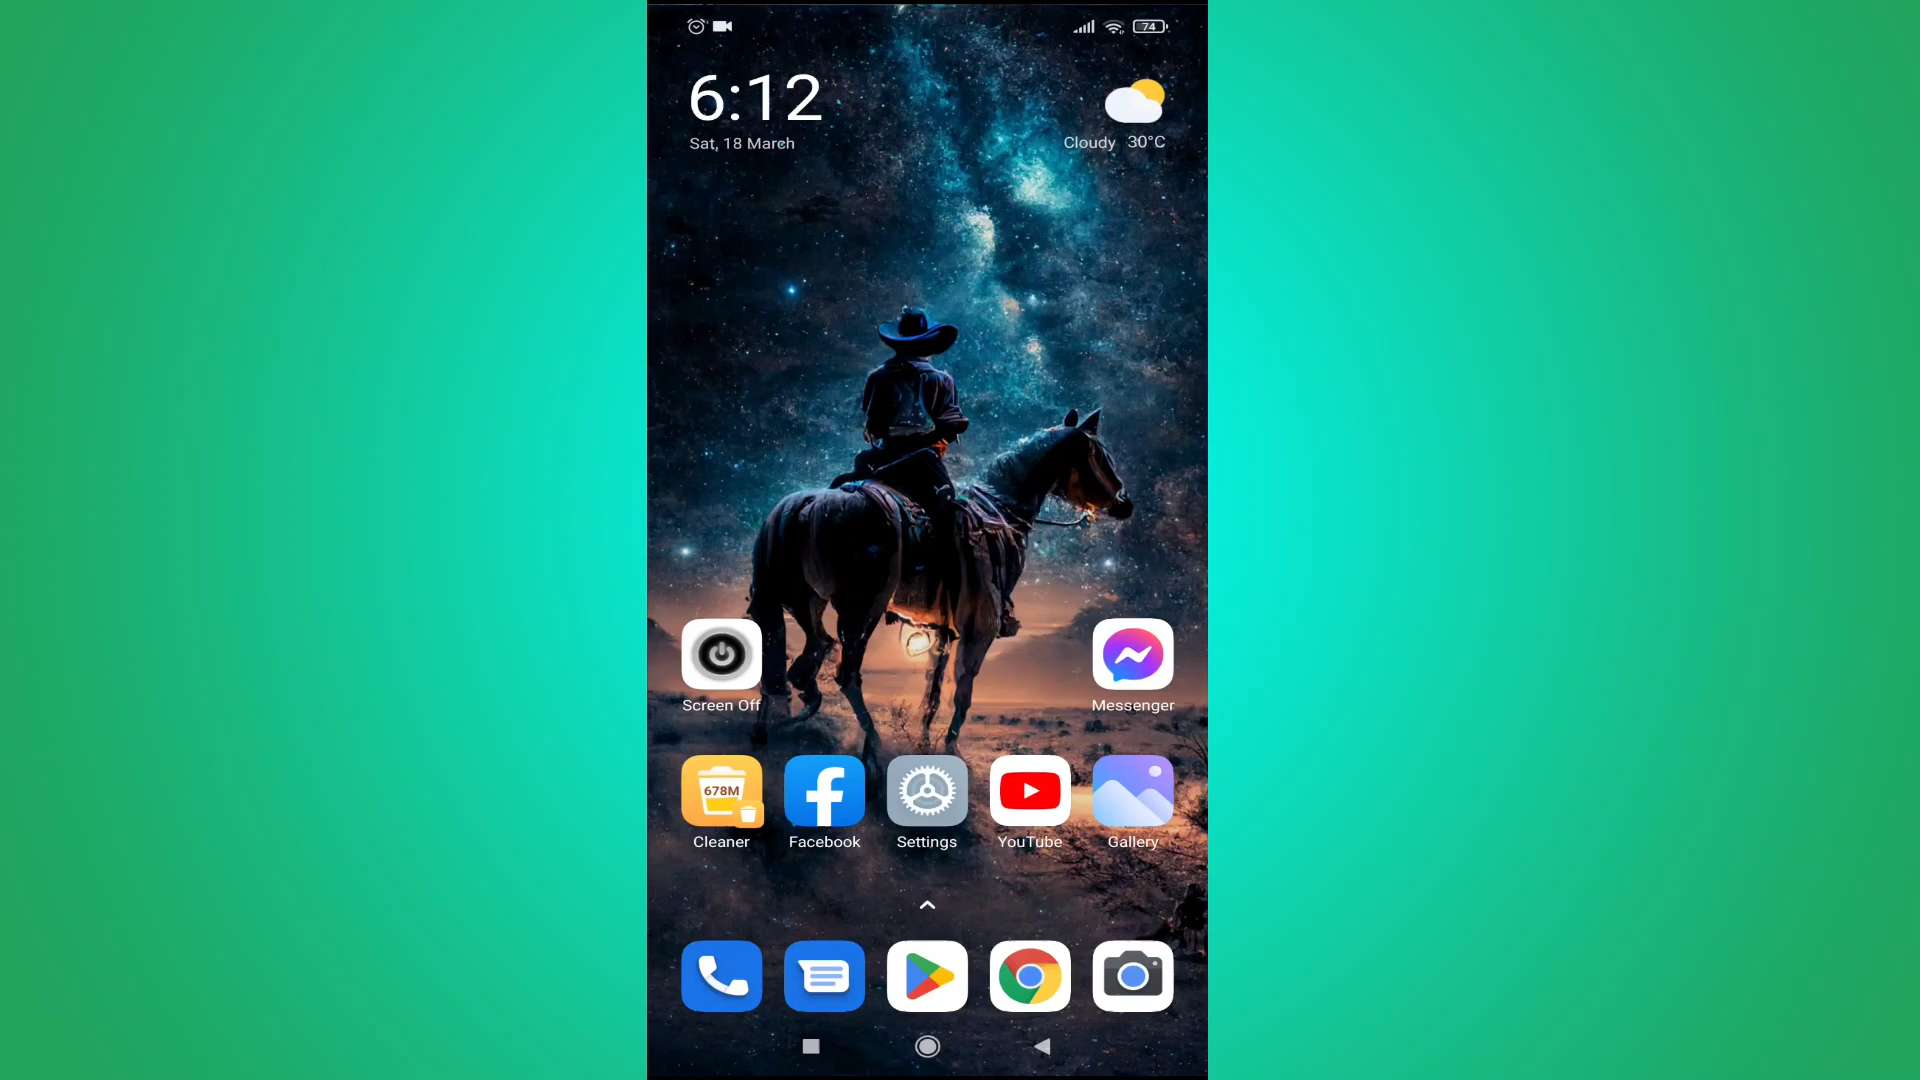 74
6:12
Sat, 18 March
Cloudy 30°C
Screen Off
Messenger
678M
Cleaner
Facebook
Settings
YouTube
Gallery